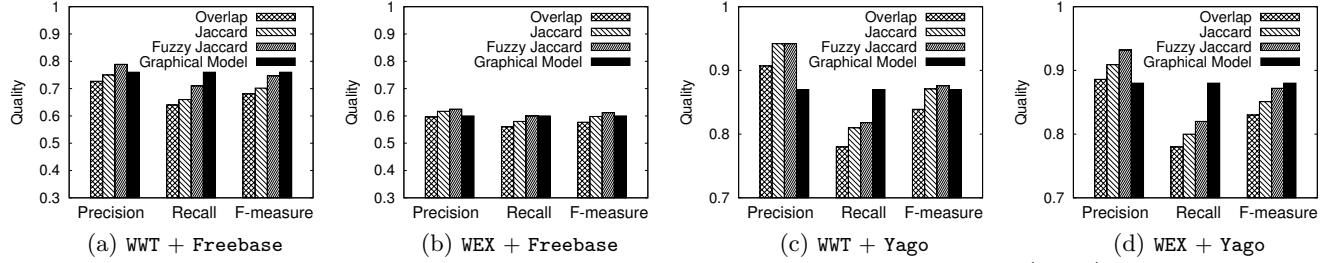 1
0.9
0.8
0.7
0.6
0.5
0.4
0.3
Quality
Overlap
Jaccard
Fuzzy Jaccard
Graphical Model
Precision Recall F-measure
(a) WWT + Freebase
1
0.9
0.8
0.7
0.6
0.5
0.4
0.3
Quality
Overlap
Jaccard
Fuzzy Jaccard
Graphical Model
Precision Recall F-measure
(b) WEX + Freebase
1
0.9
0.8
0.7
Quality
Overlap
Jaccard
Fuzzy Jaccard
Graphical Model
Precision Recall F-measure
(c) WWT + Yago
1
0.9
0.8
0.7
Quality
Overlap
Jaccard
Fuzzy Jaccard
Graphical Model
Precision Recall F-measure
(d) WEX + Yago